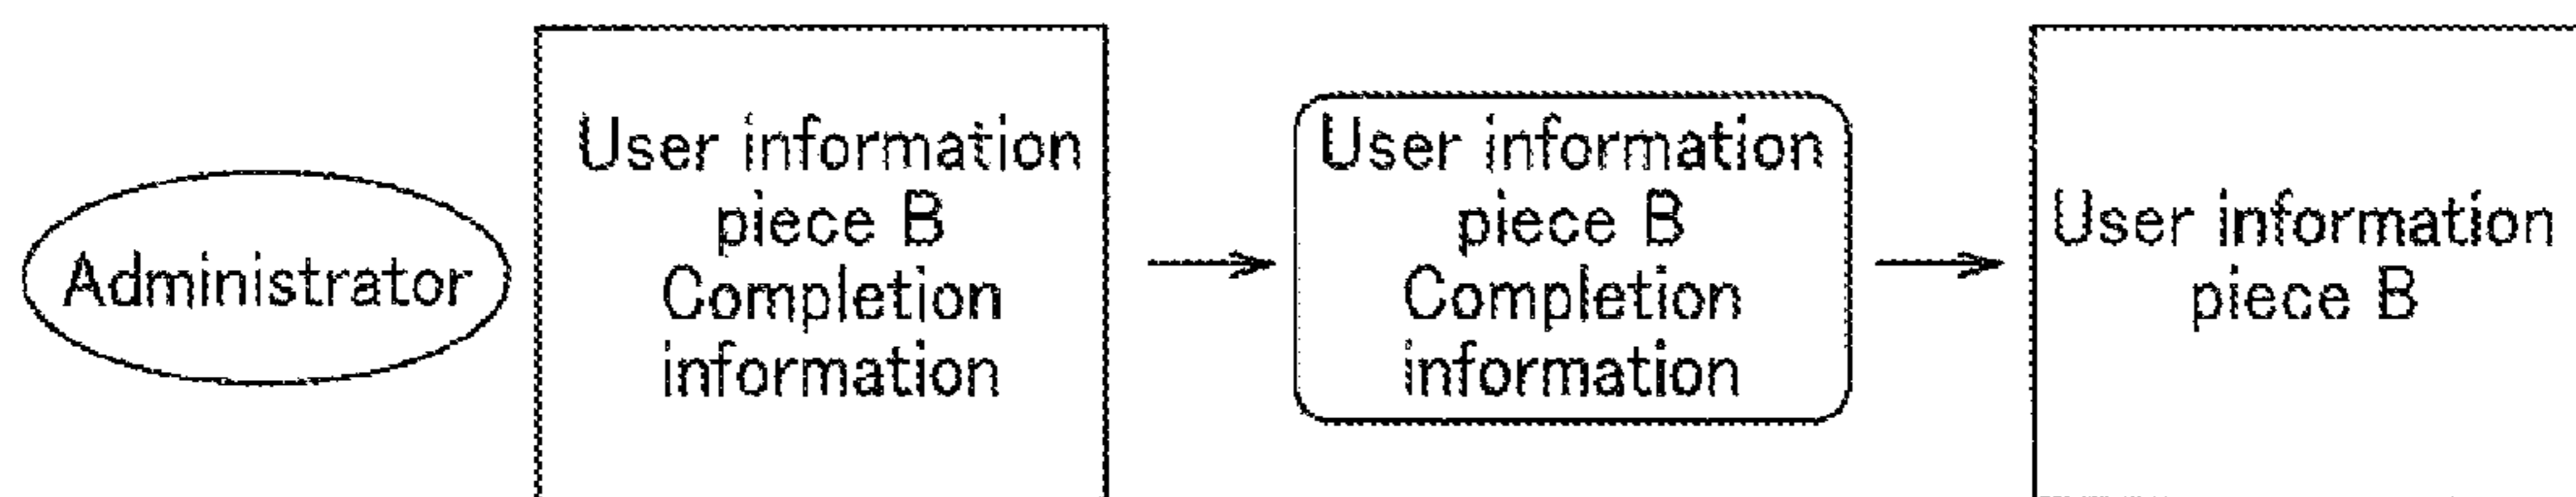 Administrator
User information
piece B
Completion
information
User information
piece B
Completion
information
User information
piece B